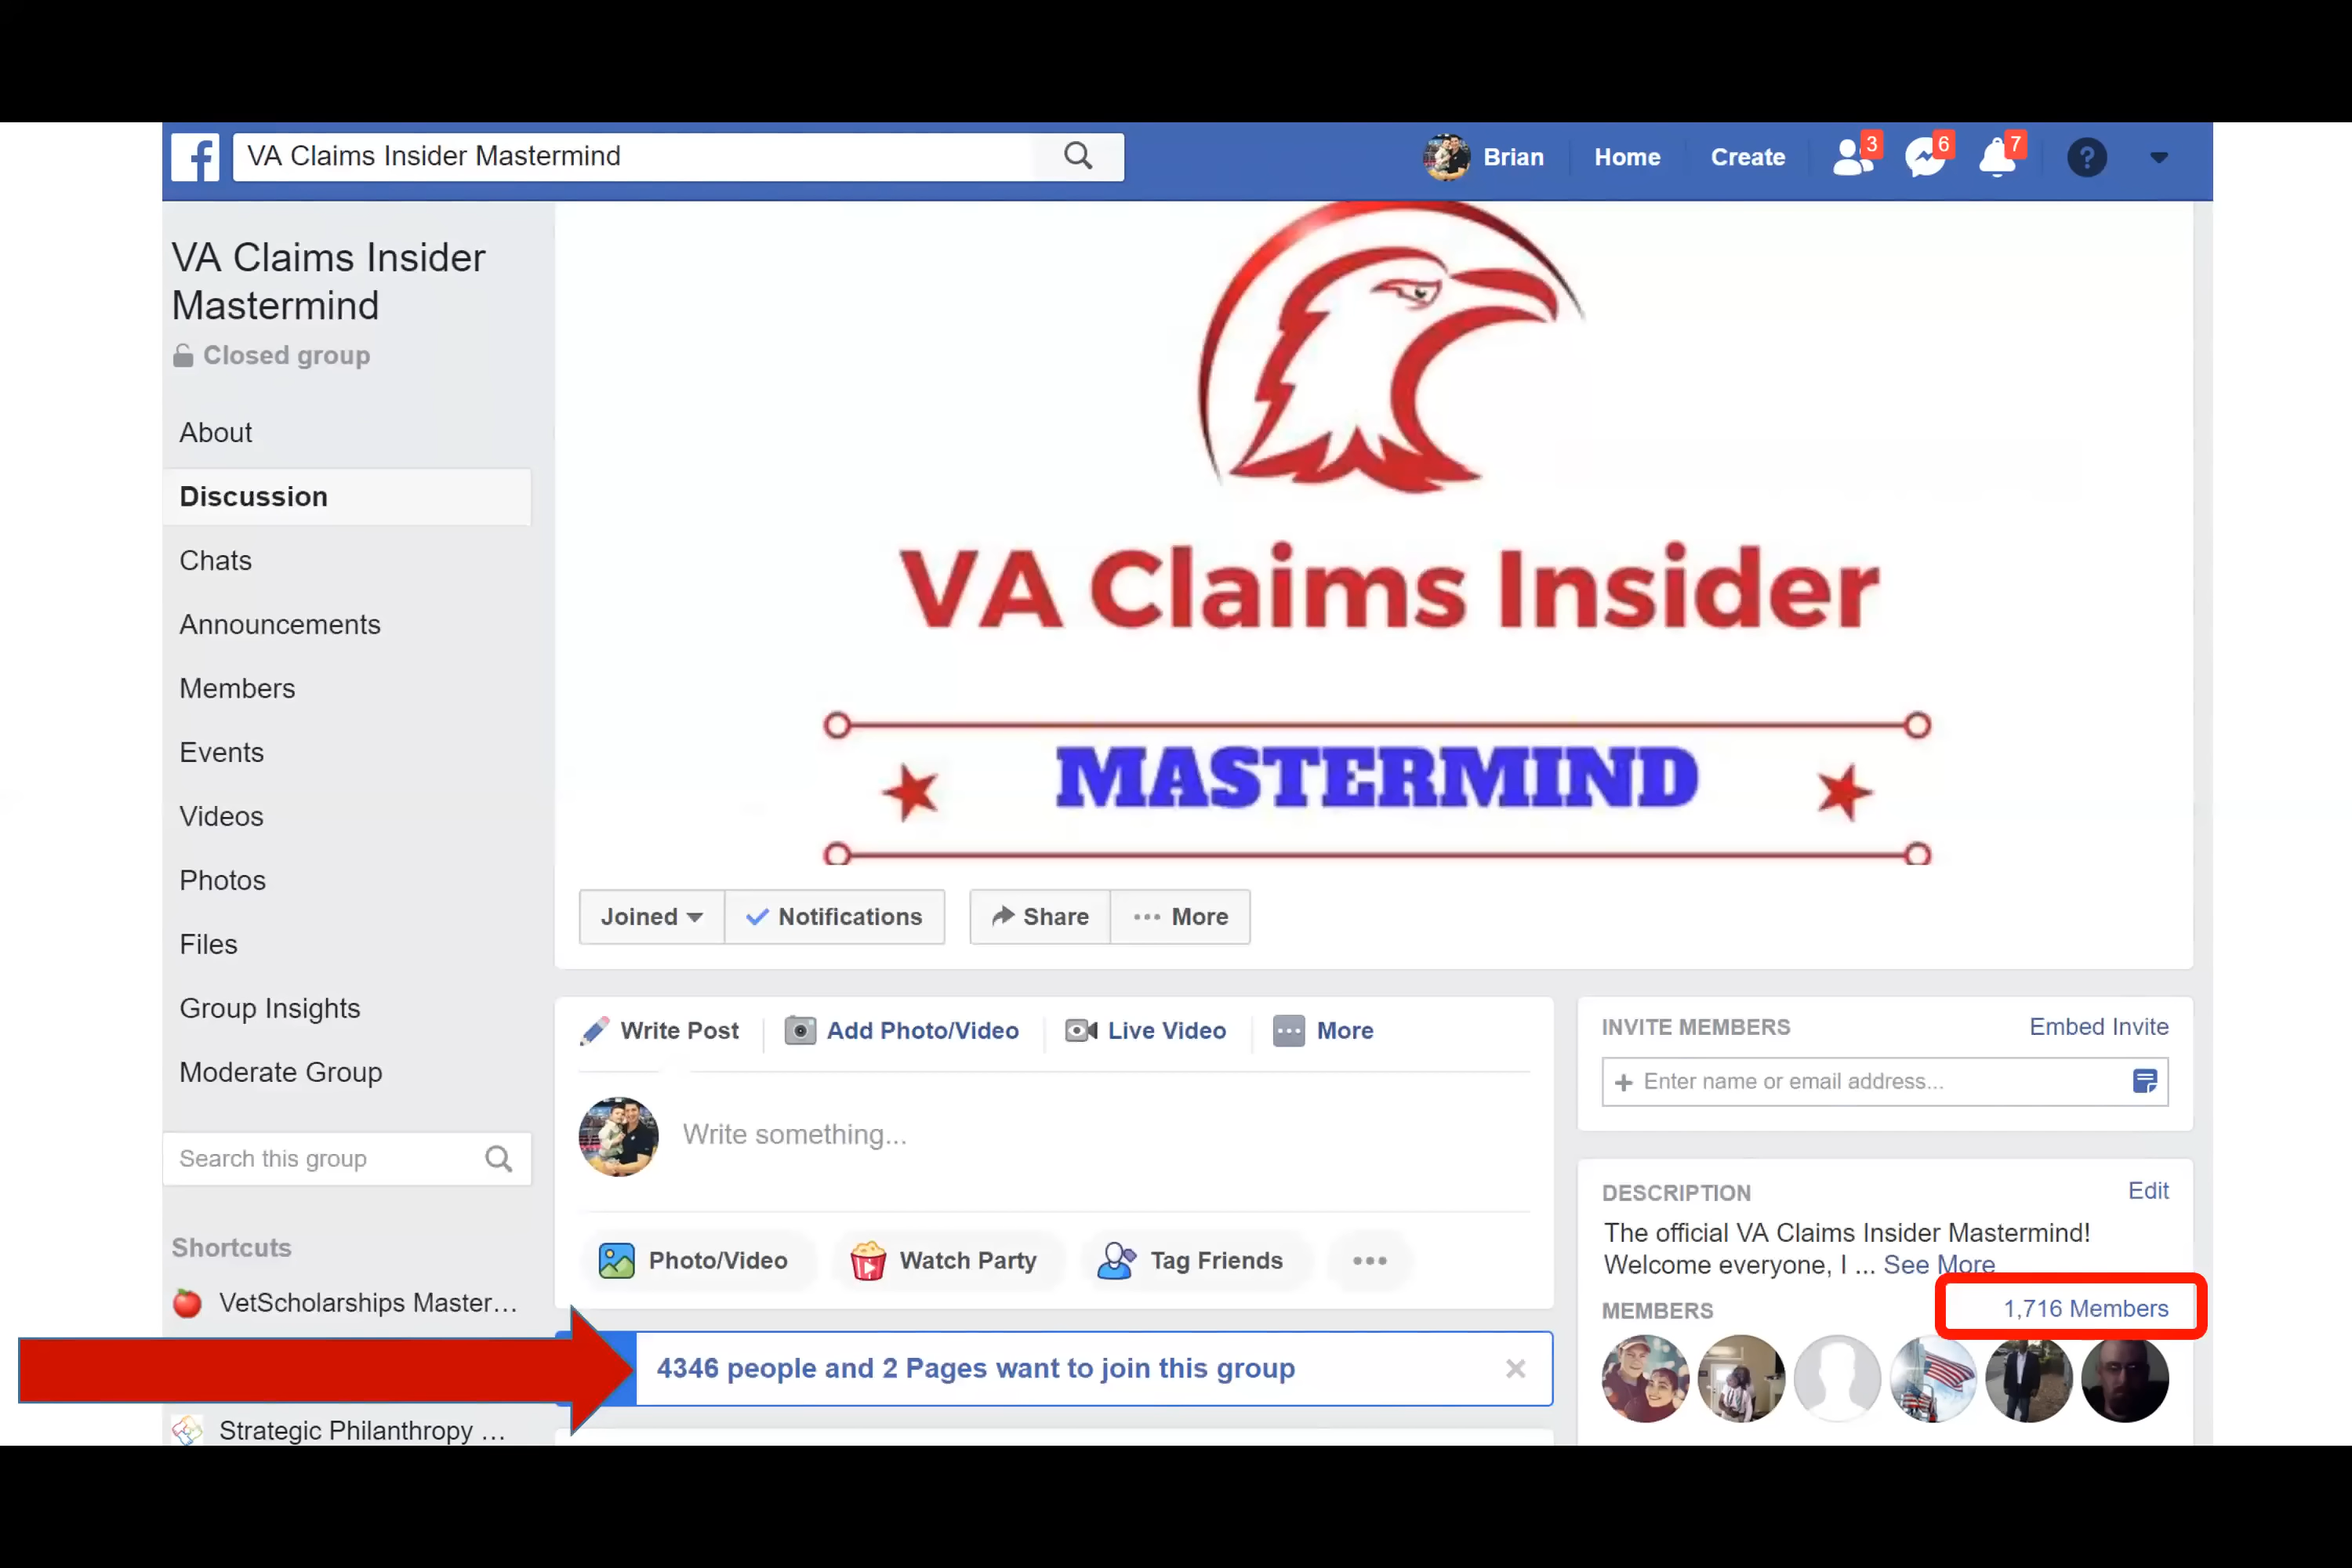 VA Claims Insider Mastermind
Brian
Home
Create
3
6
7
?
VA Claims Insider
Mastermind
Closed group
About
Discussion
Chats
Announcements
Members
Events
Videos
Photos
Files
Group Insights
Moderate Group
Search this group
Shortcuts
VetScholarships Master...
Strategic Philanthropy ...
VA Claims Insider
MASTERMIND
Joined
Notifications
Share
More
Write Post
Add Photo/Video
Live Video
More
Write something...
Photo/Video
Watch Party
Tag Friends
4346 people and 2 Pages want to join this group
INVITE MEMBERS
Embed Invite
Enter name or email address...
DESCRIPTION
Edit
The official VA Claims Insider Mastermind!
Welcome everyone, I ... See More
MEMBERS
1,716 Members